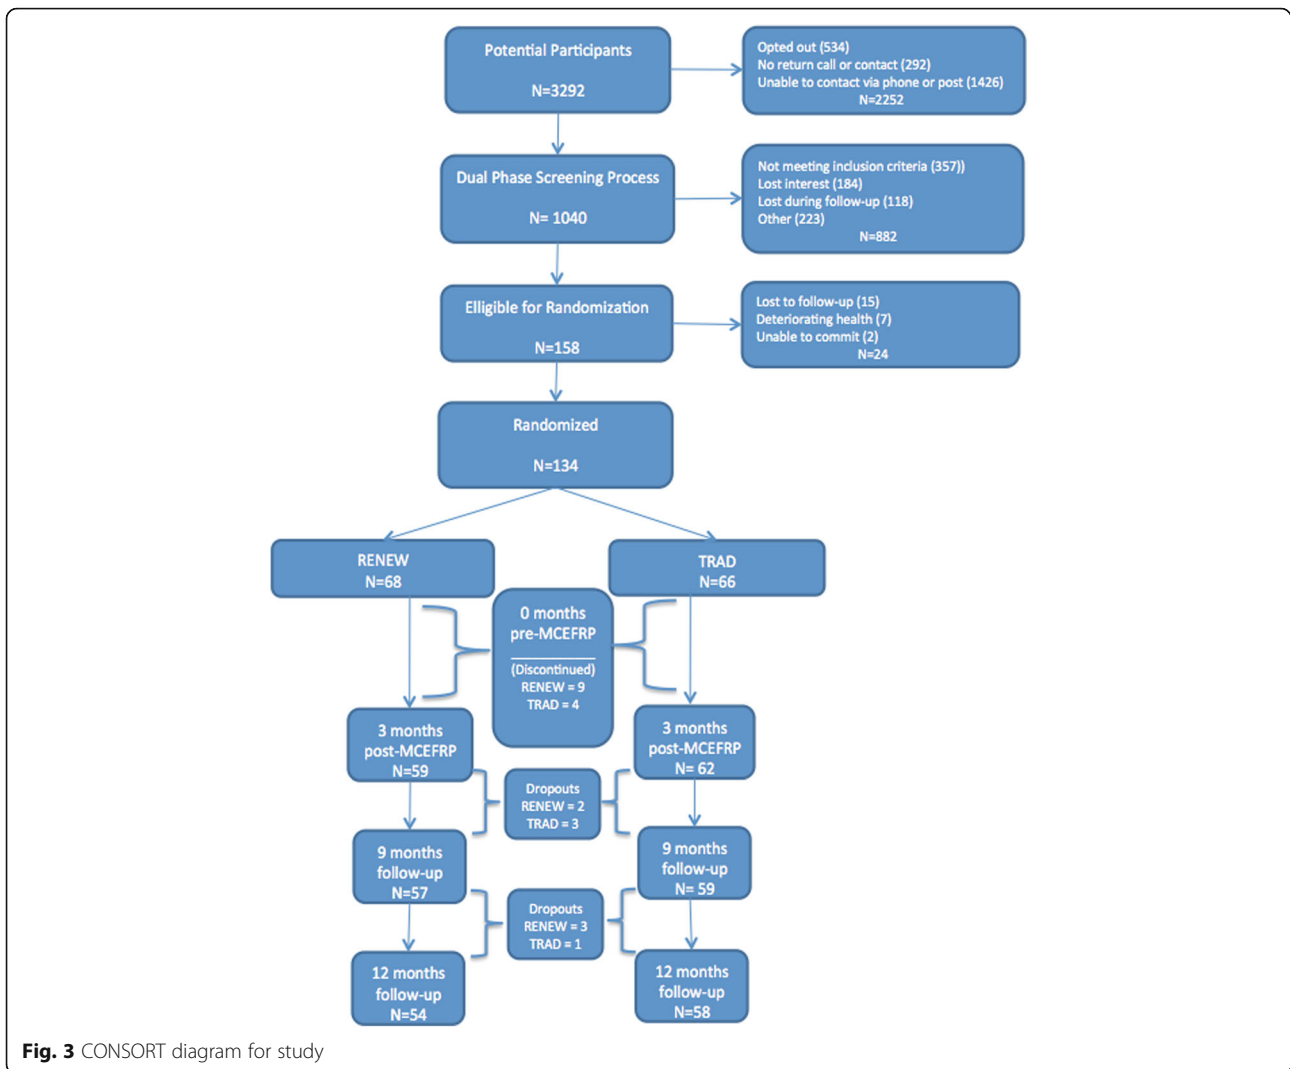 Potential Participants
N=3292
Opted out (534)
No return call or contact (292)
Unable to contact via phone or post (1426)
N=2252
Dual Phase Screening Process
N= 1040
Not meeting inclusion criteria (357))
Lost interest (184)
Lost during follow-up (118)
Other (223)
N=882
Elligible for Randomization
N=158
Lost to follow-up (15)
Deteriorating health (7)
Unable to commit (2)
N=24
Randomized
N=134
RENEW
N=68
TRAD
N=66
0 months
pre-MCEFRP
(Discontinued)
RENEW = 9
TRAD = 4
3 months
post-MCEFRP
N=59
3 months
post-MCEFRP
N= 62
Dropouts
RENEW = 2
TRAD = 3
9 months
follow-up
N=57
9 months
follow-up
N= 59
Dropouts
RENEW = 3
TRAD = 1
12 months
follow-up
N=54
12 months
follow-up
N=58
Fig. 3 CONSORT diagram for study